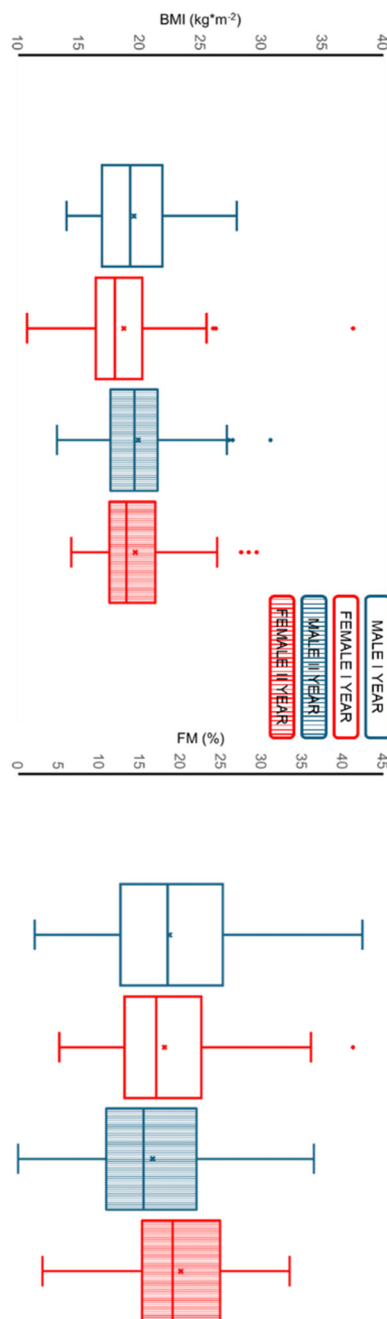 BMI (kg*m-2)
40
35
30
25
20
15
10
MALE I YEAR
FEMALE I YEAR
MALE II YEAR
FEMALE II YEAR
FM (%)
45
40
35
30
25
20
15
10
5
0